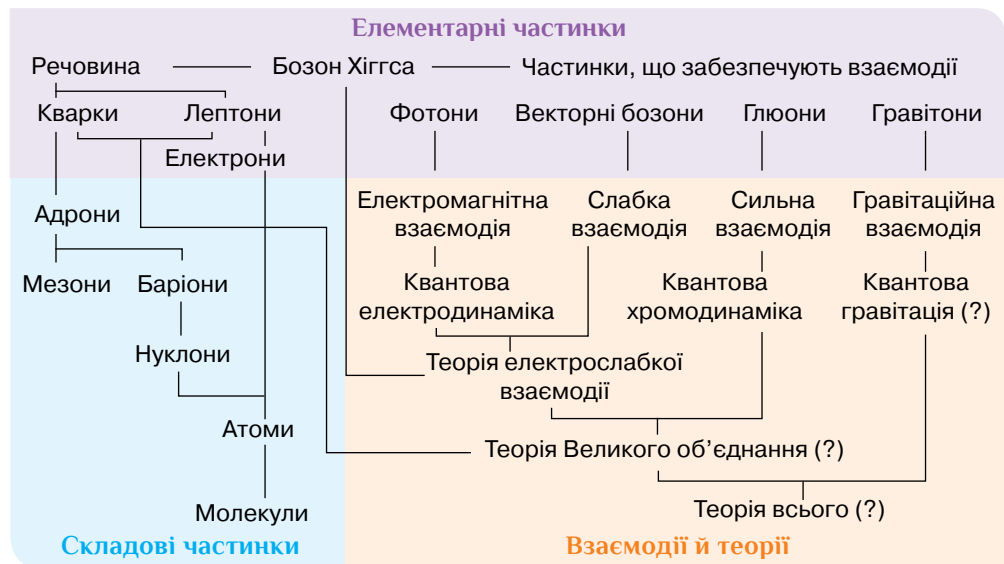 Елементарні частинки
Речовина Бозон Хіггса Частинки, що забезпечують взаємодії
Кварки Лептони Фотони Векторні бозони Глюони Гравітони
Електрони
Адрони
Мезони Баріони
Нуклони
Атоми
Молекули
Складові частинки
Електромагнітна
взаємодія
Слабка
взаємодія
Сильна
взаємодія
Гравітаційна
взаємодія
Квантова
електродинаміка
Квантова
хромодинаміка
Квантова
гравітація (?)
Теорія електрослабкої
взаємодії
Теорія Великого об’єднання (?)
Теорія всього (?)
Взаємодії й теорії